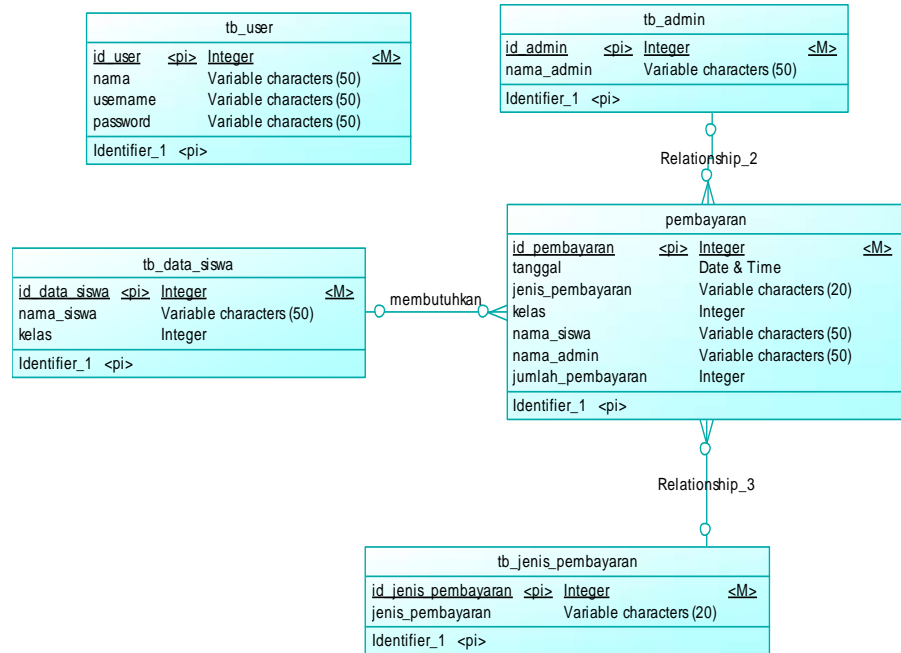 tb_user
id_user <pi> Integer <M>
nama Variable characters (50)
username Variable characters (50)
password Variable characters (50)
Identifier_1 <pi>
tb_admin
id_admin <pi> Integer <M>
nama_admin Variable characters (50)
Identifier_1 <pi>
Relationship_2
tb_data_siswa
id_data_siswa <pi> Integer <M>
nama_siswa Variable characters (50)
kelas Integer
Identifier_1 <pi>
membutuhkan
pembayaran
id_pembayaran <pi> Integer <M>
tanggal Date & Time
jenis_pembayaran Variable characters (20)
kelas Integer
nama_siswa Variable characters (50)
nama_admin Variable characters (50)
jumlah_pembayaran Integer
Identifier_1 <pi>
Relationship_3
tb_jenis_pembayaran
id_jenis_pembayaran <pi> Integer <M>
jenis_pembayaran Variable characters (20)
Identifier_1 <pi>